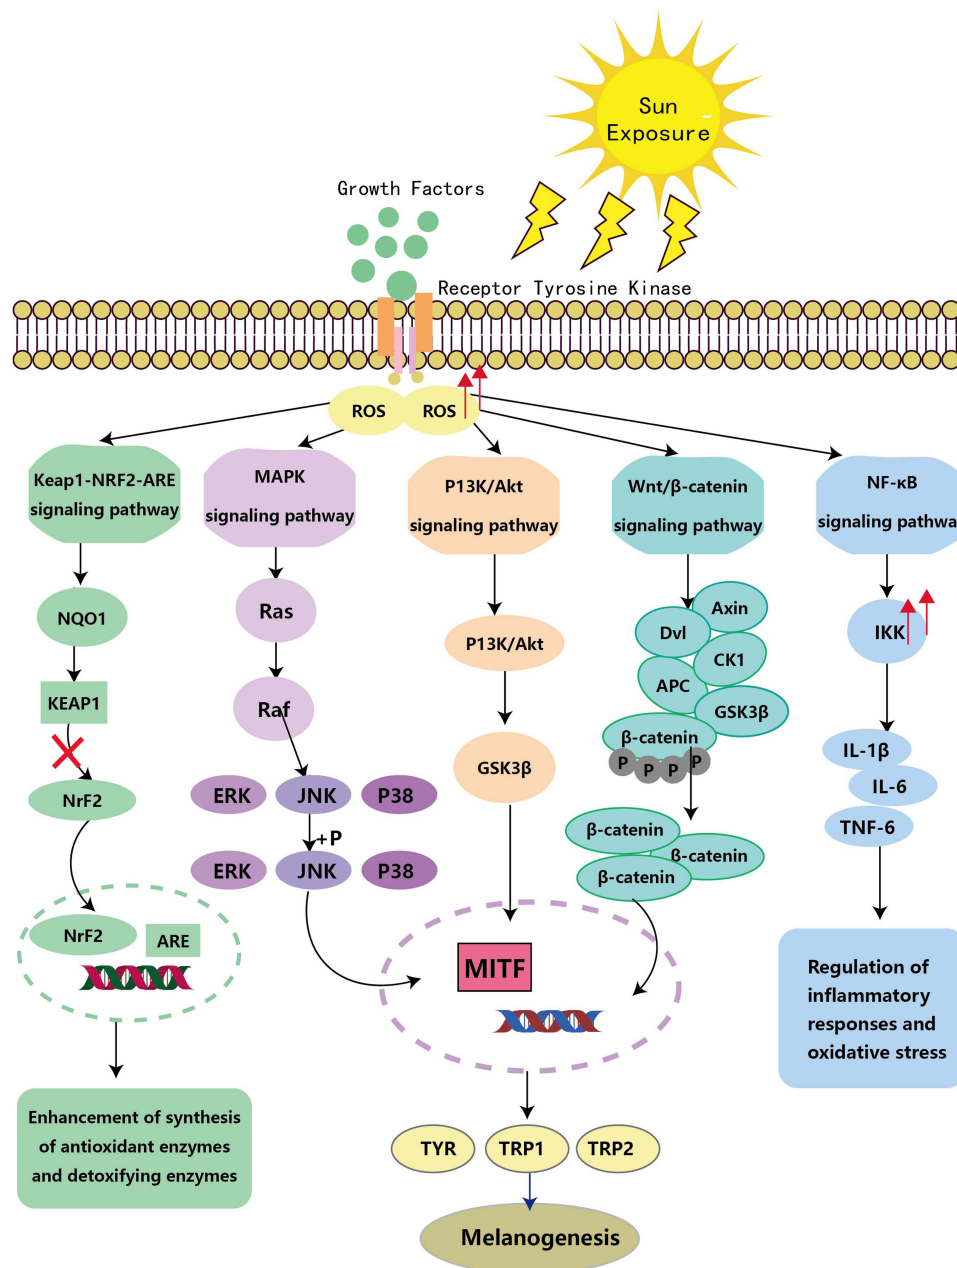 Sun
Exposure
Growth Factors
Receptor Tyrosine Kinase
ROS
ROS
Keap1-NRF2-ARE
signaling pathway
MAPK
signaling pathway
P13K/Akt
signaling pathway
Wnt/β-catenin
signaling pathway
NF-κB
signaling pathway
NQO1
KEAP1
NrF2
NrF2
ARE
Enhancement of synthesis
of antioxidant enzymes
and detoxifying enzymes
Ras
Raf
ERK
JNK
P38
+P
ERK
JNK
P38
P13K/Akt
GSK3β
Axin
Dvl
CK1
APC
GSK3β
β-catenin
P
P
P
P
β-catenin
β-catenin
β-catenin
IKK
IL-1β
IL-6
TNF-6
Regulation of
inflammatory
responses and
oxidative stress
MITF
TYR
TRP1
TRP2
Melanogenesis